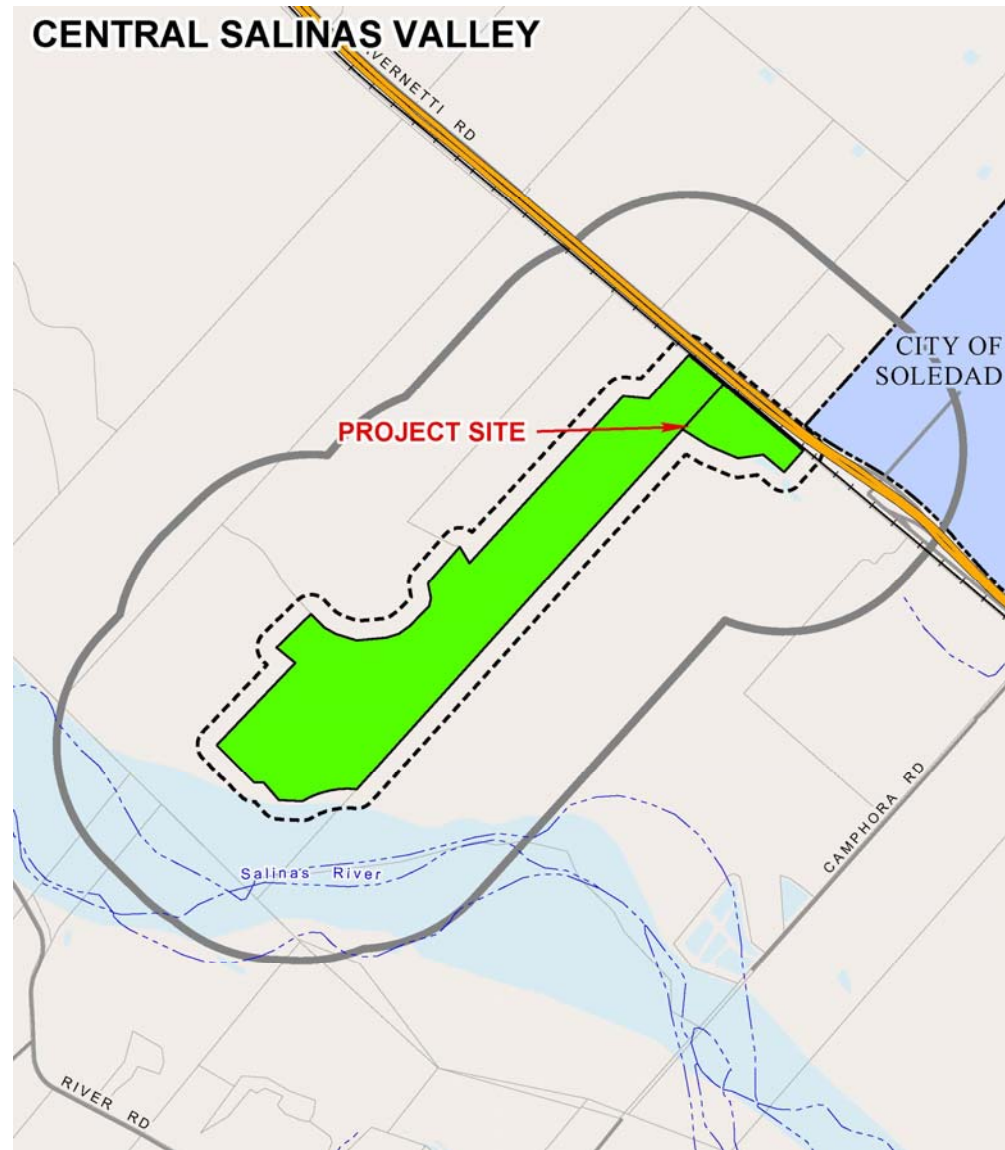 CENTRAL SALINAS VALLEY
VERNETTI RD
CITY OF
SOLEDAD
PROJECT SITE
CAMPHORA RD
Salinas River
RIVER RD